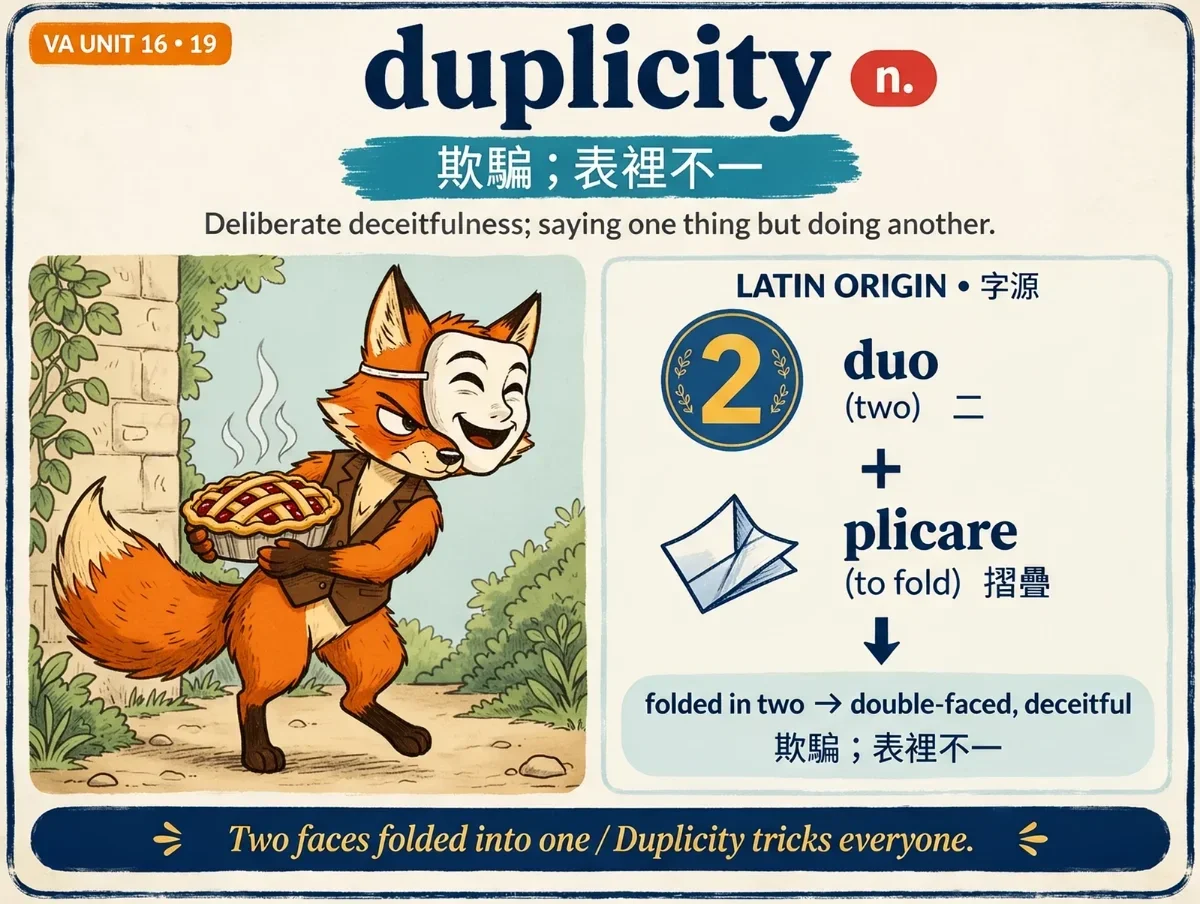 VA UNIT 16 • 19
duplicity n.
欺騙；表裡不一
Deliberate deceitfulness; saying one thing but doing another.
LATIN ORIGIN • 字源
2
duo
(two) 二
+
plicare
(to fold) 摺疊
folded in two → double-faced, deceitful
欺騙；表裡不一
Two faces folded into one / Duplicity tricks everyone.